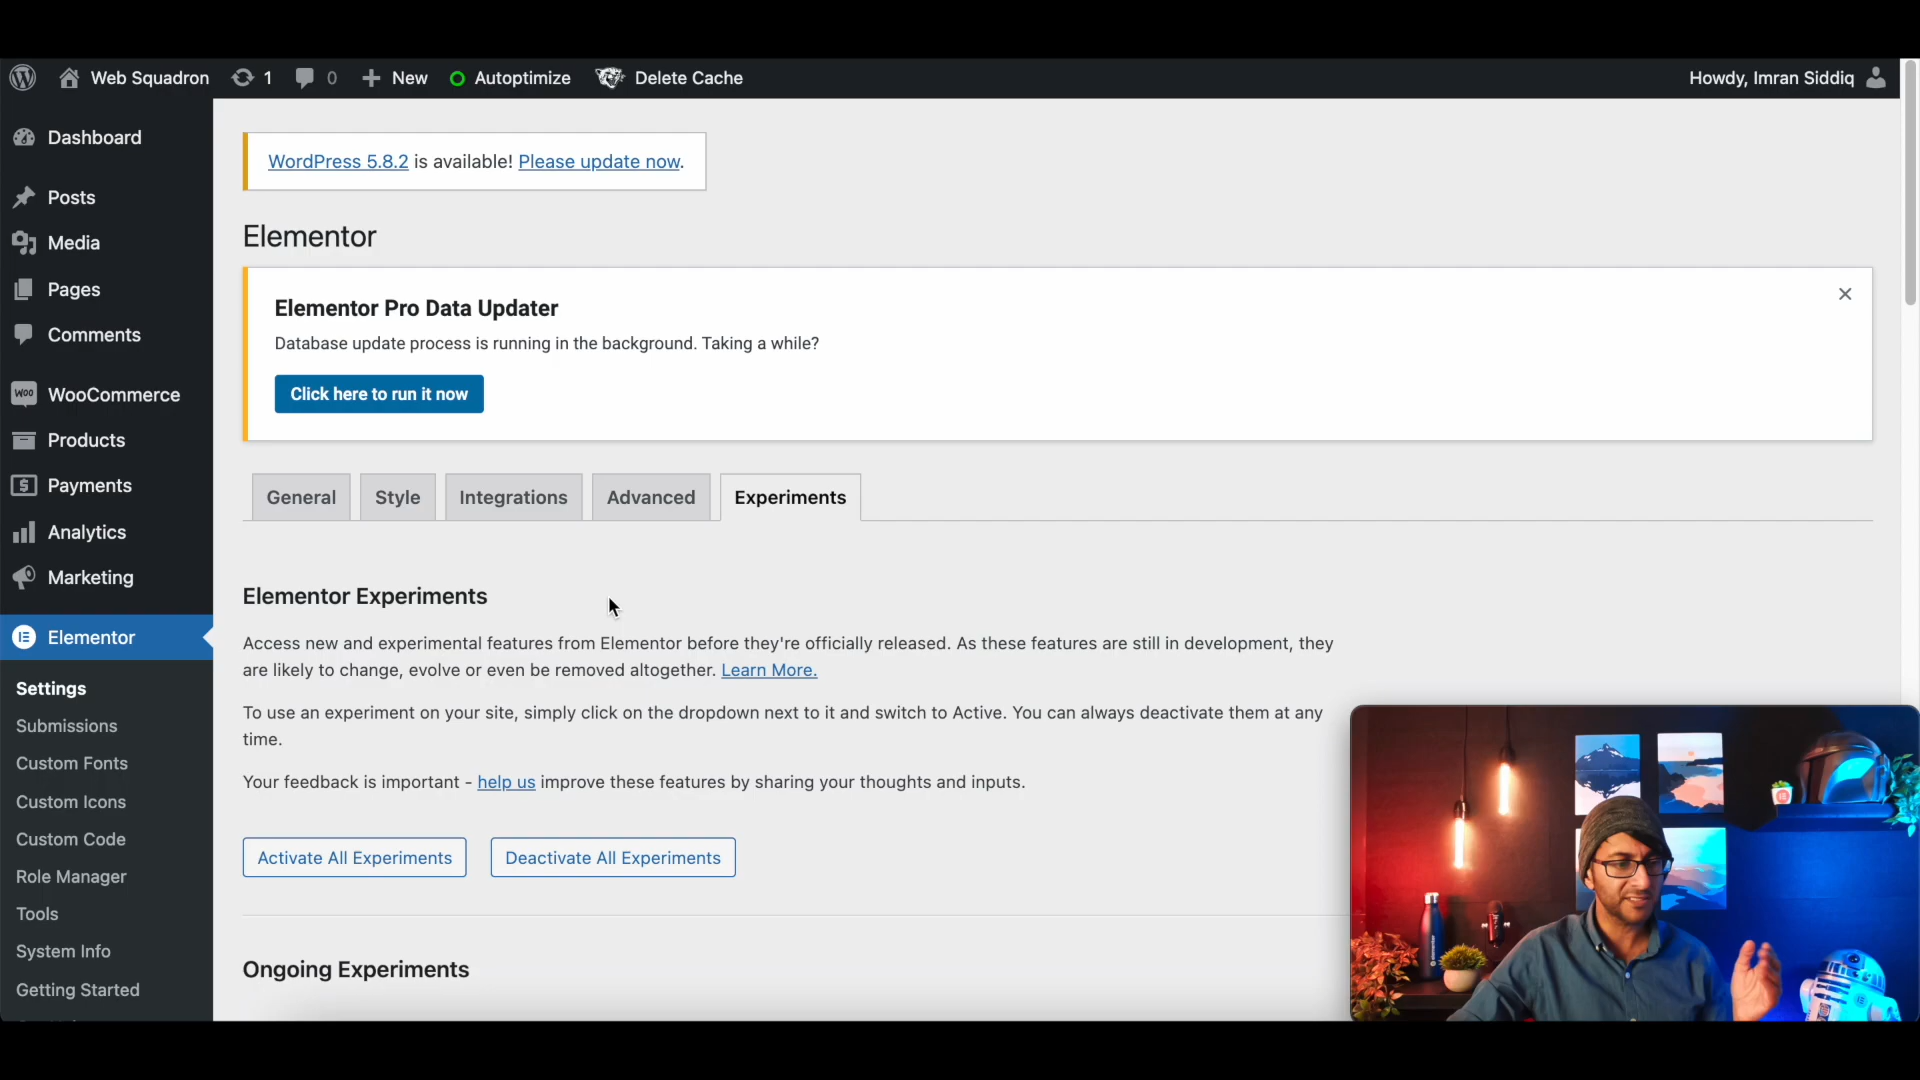 Web Squadron 1 0 New Autoptimize Delete Cache Howdy, Imran Siddiq
Dashboard
Posts
Media
Pages
Comments
WooCommerce
Products
Payments
Analytics
Marketing
Elementor
Settings
Submissions
Custom Fonts
Custom Icons
Custom Code
Role Manager
Tools
System Info
Getting Started
WordPress 5.8.2 is available! Please update now.
Elementor
Elementor Pro Data Updater
Database update process is running in the background. Taking a while?
Click here to run it now
General Style Integrations Advanced Experiments
Elementor Experiments
Access new and experimental features from Elementor before they're officially released. As these features are still in development, they
are likely to change, evolve or even be removed altogether. Learn More.
To use an experiment on your site, simply click on the dropdown next to it and switch to Active. You can always deactivate them at any
time.
Your feedback is important - help us improve these features by sharing your thoughts and inputs.
Activate All Experiments Deactivate All Experiments
Ongoing Experiments